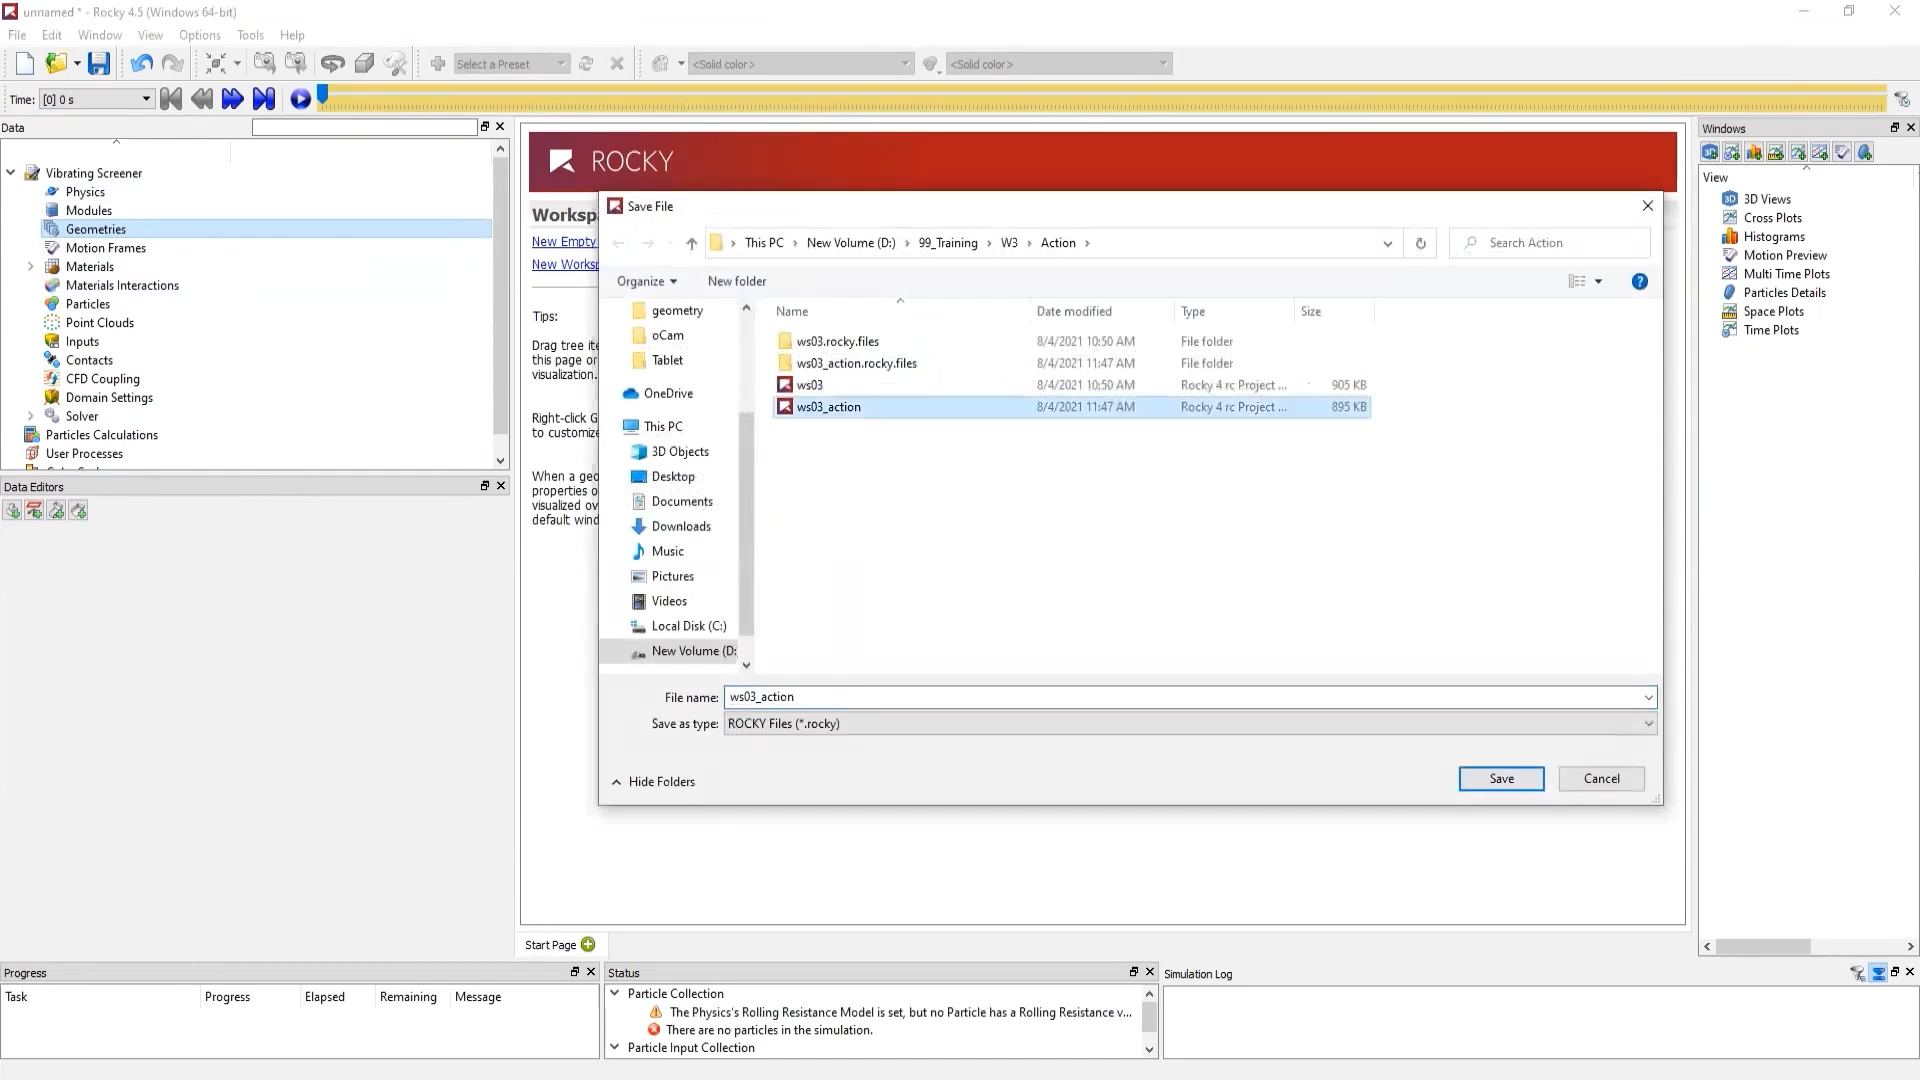 unnamed * - Rocky 4.5 (Windows 64-bit)
File Edit Window View Options Tools Help
Select a Preset <Solid color> <Solid color>
Time: [0] 0 s
Data
Vibrating Screener
Physics
Modules
Geometries
Motion Frames
Materials
Materials Interactions
Particles
Point Clouds
Inputs
Contacts
CFD Coupling
Domain Settings
Solver
Particles Calculations
User Processes
Data Editors
ROCKY
New Empty
Tips:
Drag tree
this page or
visualization.
Right-click
to customize
When a
properties
visualized
default
Save File
This PC > New Volume (D:) > 99_Training > W3 > Action >
Search Action
Organize New folder
geometry
oCam
Tablet
OneDrive
This PC
3D Objects
Desktop
Documents
Downloads
Music
Pictures
Videos
Local Disk (C:)
New Volume (D:
Name Date modified Type Size
ws03.rocky.files 8/4/2021 10:50 AM File folder
ws03_action.rocky.files 8/4/2021 11:47 AM File folder
ws03 8/4/2021 10:50 AM Rocky 4 rc Project ... 905 KB
ws03_action 8/4/2021 11:47 AM Rocky 4 rc Project ... 895 KB
File name: ws03_action
Save as type: ROCKY Files (*.rocky)
Hide Folders
Save Cancel
Start Page
Windows
View
3D Views
Cross Plots
Histograms
Motion Preview
Multi Time Plots
Particles Details
Space Plots
Time Plots
Progress
Task Progress Elapsed Remaining Message
Status
Particle Collection
The Physics's Rolling Resistance Model is set, but no Particle has a Rolling Resistance v...
There are no particles in the simulation.
Particle Input Collection
Simulation Log